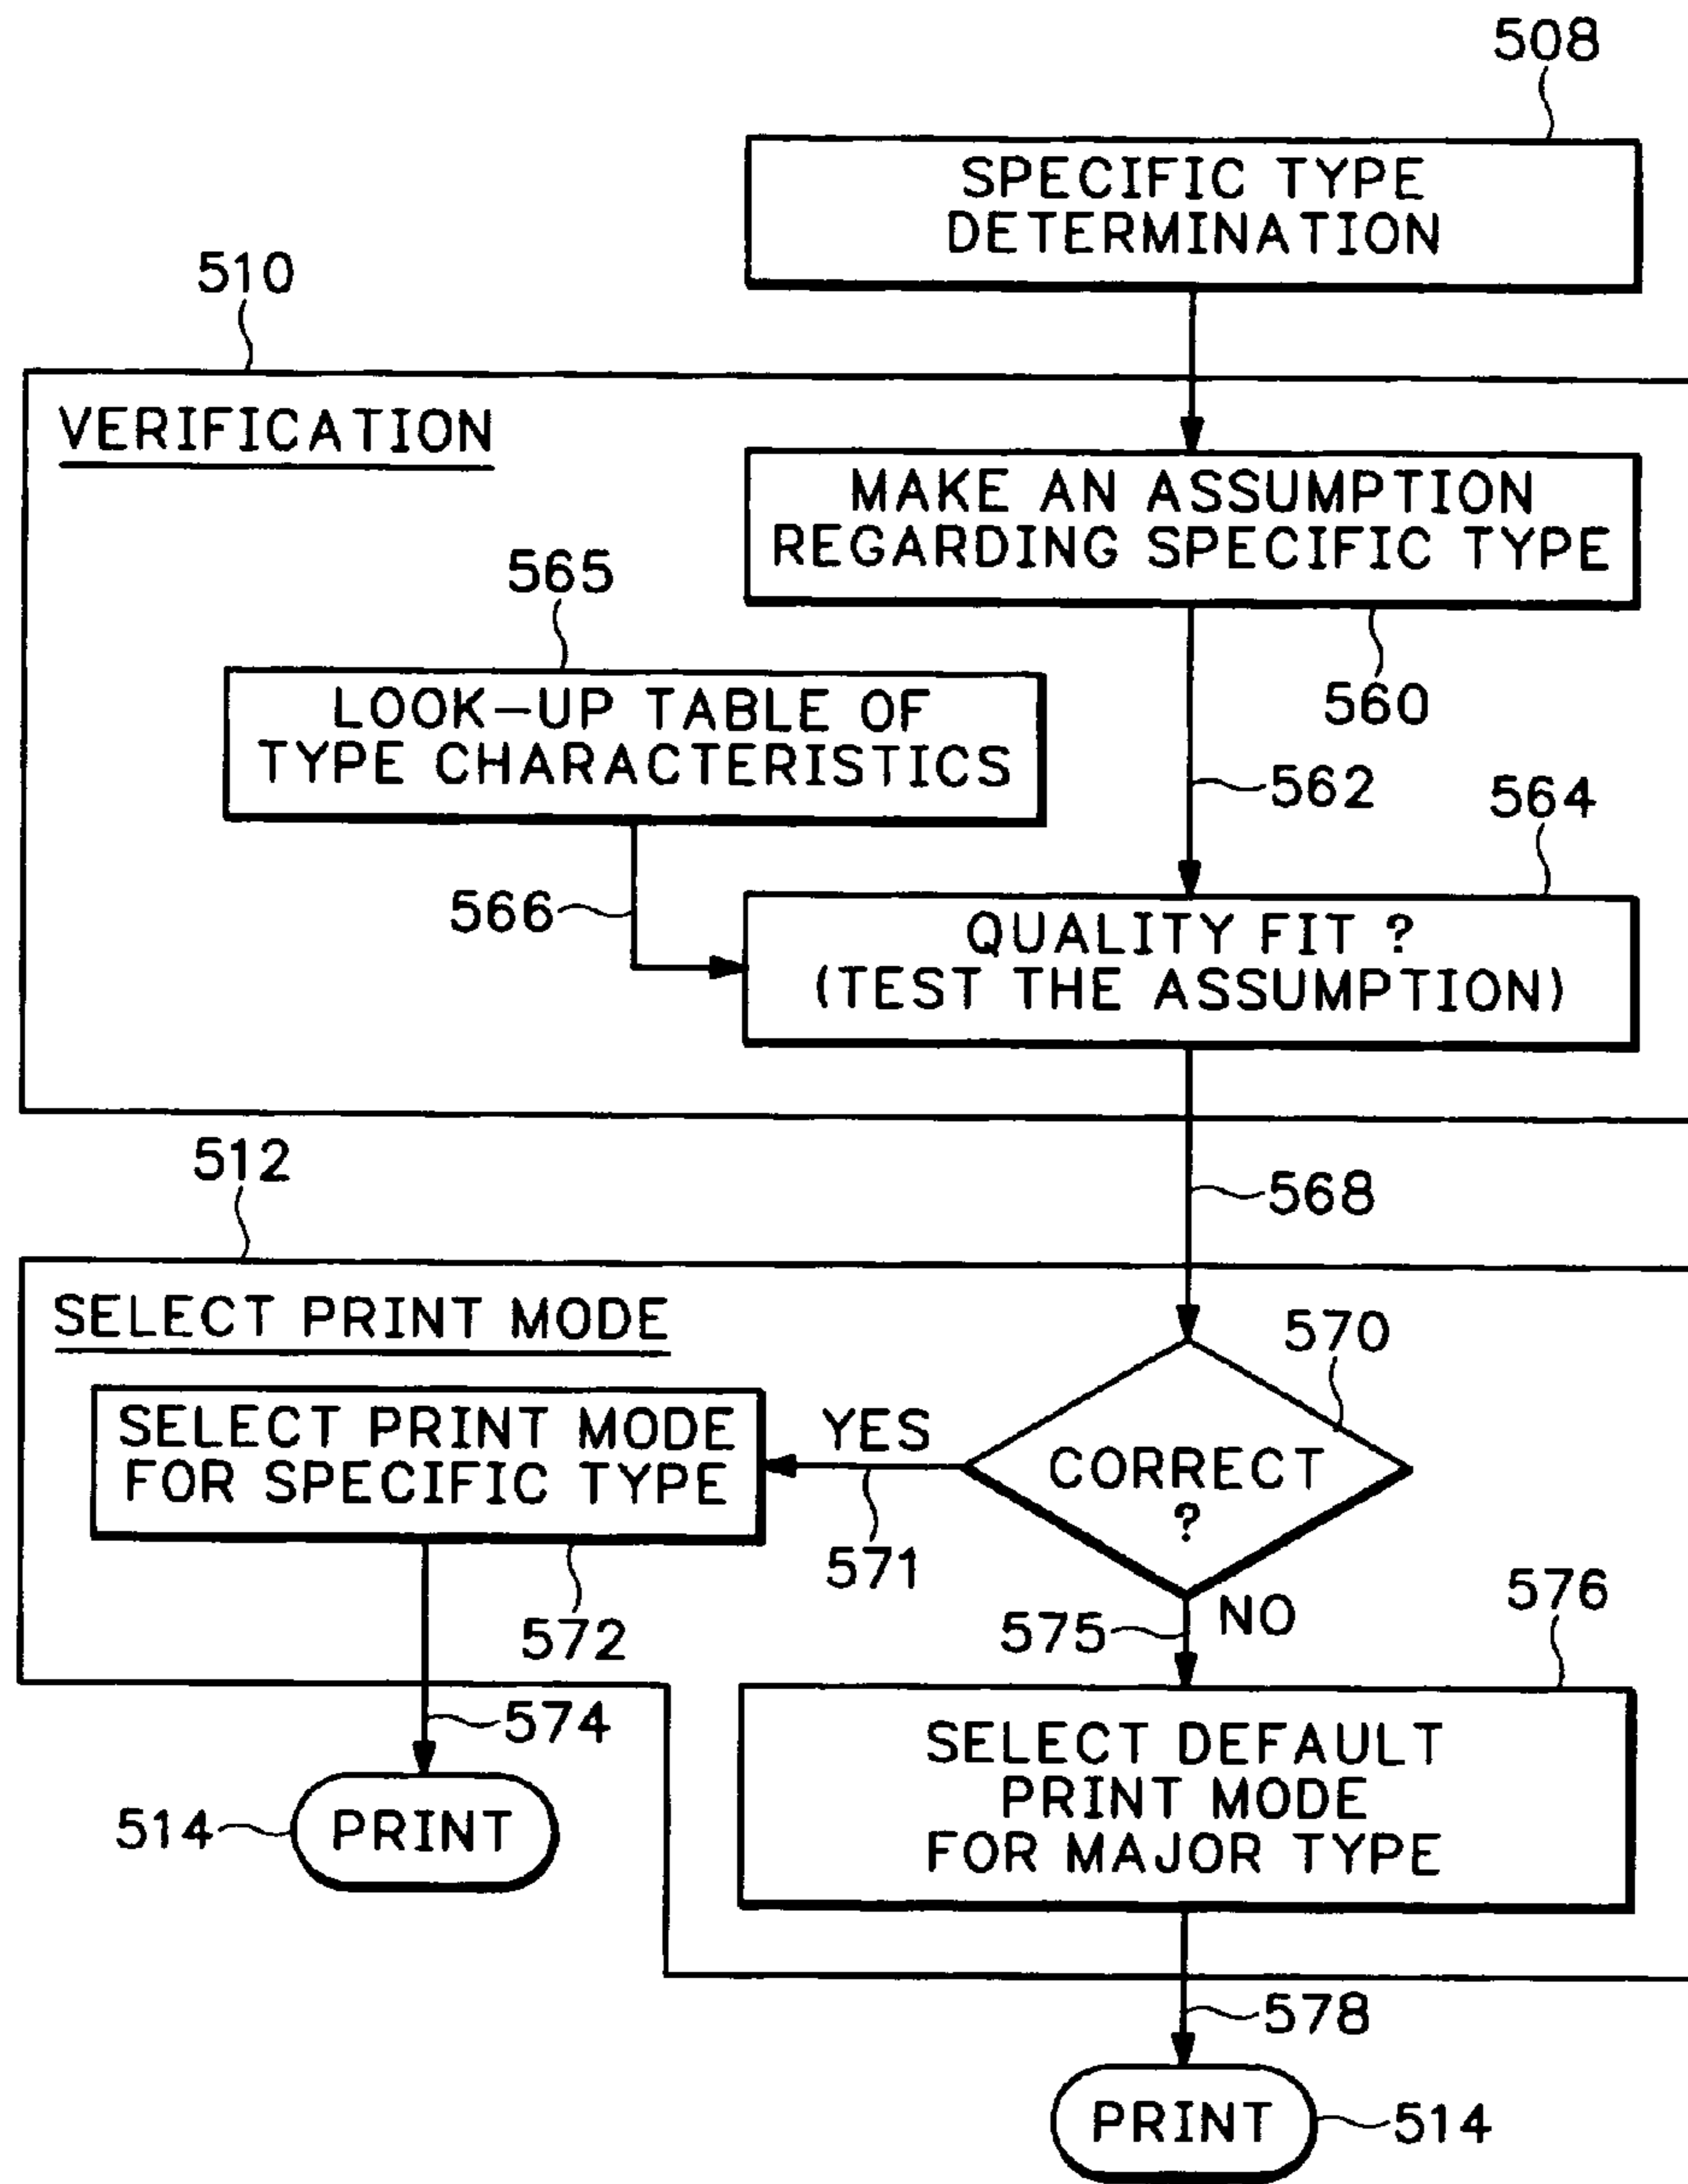 508
SPECIFIC TYPE
DETERMINATION
510
VERIFICATION
MAKE AN ASSUMPTION
REGARDING SPECIFIC TYPE
565
560
LOOK-UP TABLE OF
TYPE CHARACTERISTICS
562
564
566
QUALITY FIT ?
(TEST THE ASSUMPTION)
512
568
SELECT PRINT MODE
570
SELECT PRINT MODE
FOR SPECIFIC TYPE
YES
CORRECT
?
571
572
575
NO
576
574
SELECT DEFAULT
PRINT MODE
FOR MAJOR TYPE
514
PRINT
578
PRINT
514